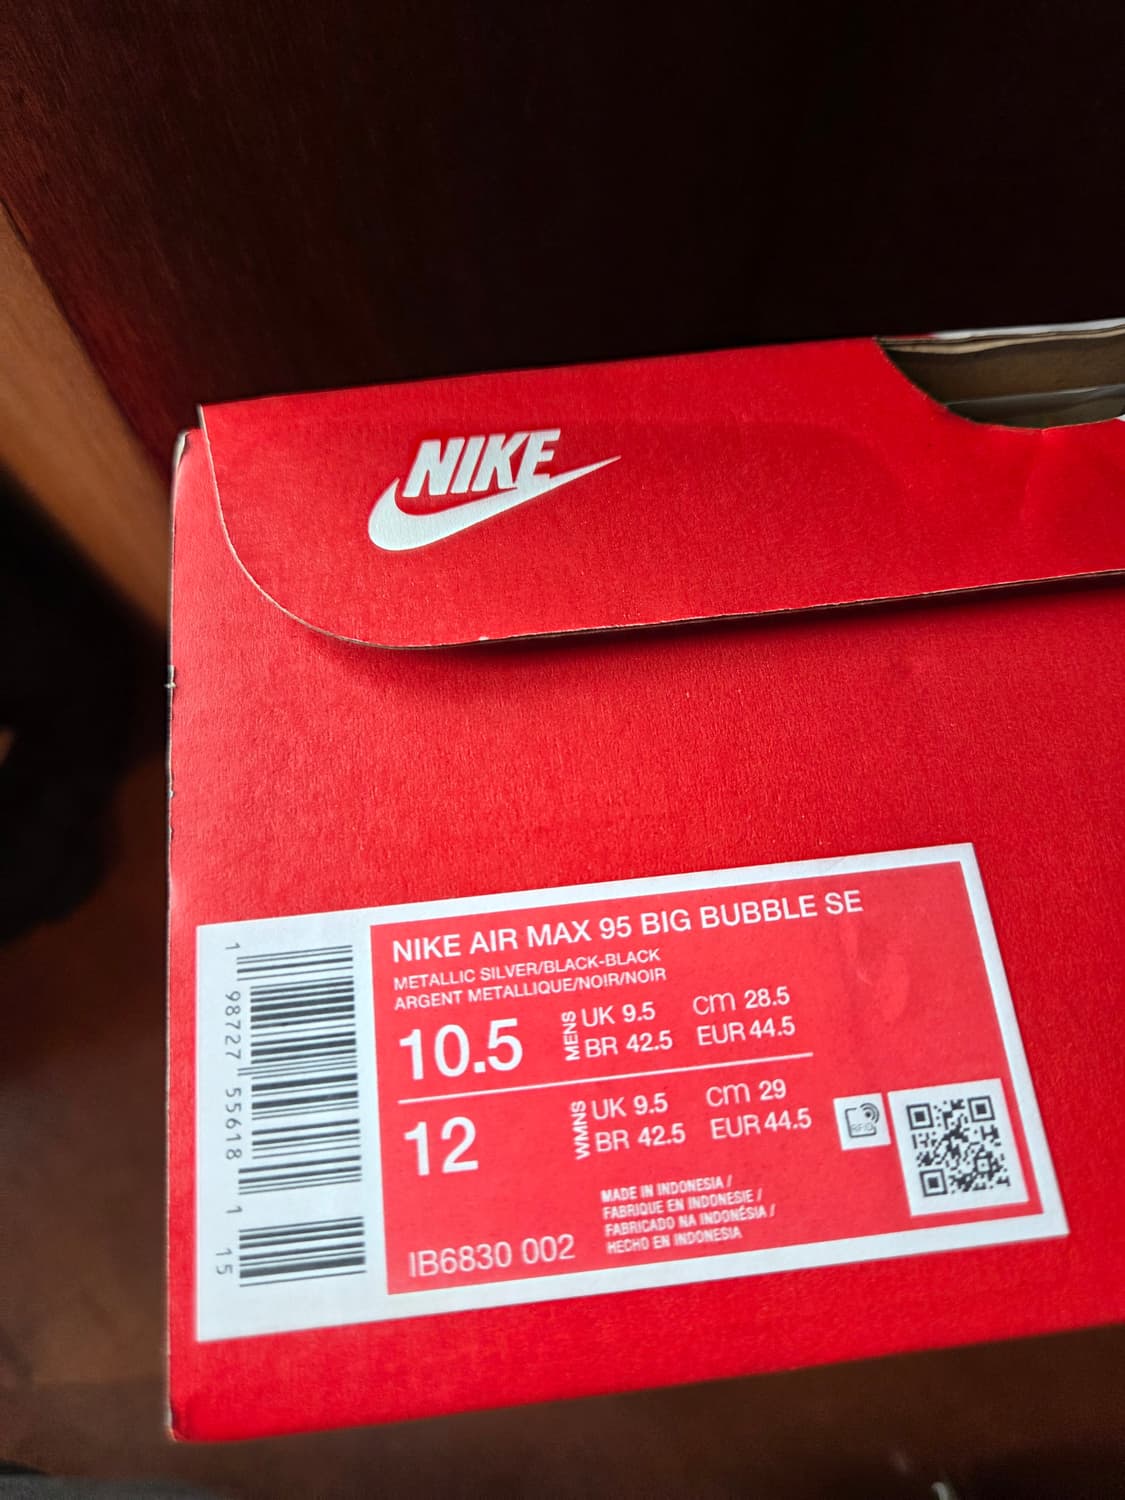 NIKE
NIKE AIR MAX 95 BIG BUBBLE SE
METALLIC SILVER/BLACK-BLACK
ARGENT METALLIQUE/NOIR/NOIR
10.5 MENS UK 9.5 cm 28.5
BR 42.5 EUR 44.5
12 WMNS UK 9.5 cm 29
BR 42.5 EUR 44.5
RFID
MADE IN INDONESIA /
FABRIQUE EN INDONESIE /
FABRICADO NA INDONÉSIA /
HECHO EN INDONESIA
IB6830 002
1 98727 55618 1 15